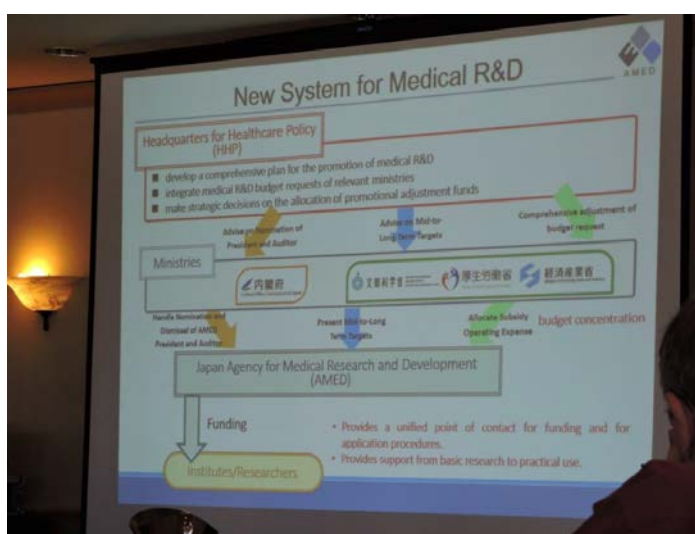 AMED
New System for Medical R&D
Headquarters for Healthcare Policy
(HHP)
■ develop a comprehensive plan for the promotion of medical R&D
■ integrate medical R&D budget requests of relevant ministries
■ make strategic decisions on the allocation of promotional adjustment funds
Advise on Nomination of
President and Auditor
Advise on Mid-to-
Long Term Targets
Comprehensive adjustment of
budget request
Ministries
内閣府
文部科学省
厚生労働省
経済産業省
Handle Nomination and
Dismissal of AMED
President and Auditor
Present Mid-to-Long
Term Targets
Allocate Subsidy
Operating Expense
budget concentration
Japan Agency for Medical Research and Development
(AMED)
Funding
Institutes/Researchers
• Provides a unified point of contact for funding and for
application procedures.
• Provides support from basic research to practical use.